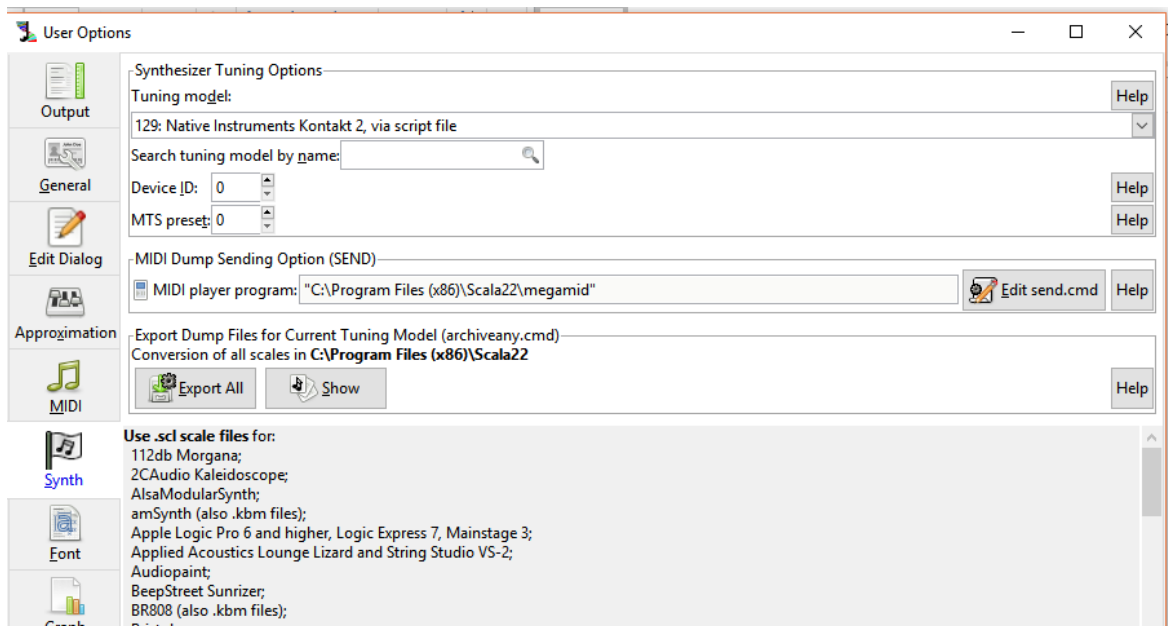 User Options
Output
General
Edit Dialog
Approximation
MIDI
Synth
Font
Graph
Synthesizer Tuning Options
Tuning model:
Help
129: Native Instruments Kontakt 2, via script file
Search tuning model by name:
Device ID: 0
Help
MTS preset: 0
Help
MIDI Dump Sending Option (SEND)
MIDI player program: "C:\Program Files (x86)\Scala22\megamid" Edit send.cmd Help
Export Dump Files for Current Tuning Model (archiveany.cmd)
Conversion of all scales in C:\Program Files (x86)\Scala22
Export All Show Help
Use .scl scale files for:
112db Morgana;
2CAudio Kaleidoscope;
AlsaModularSynth;
amSynth (also .kbm files);
Apple Logic Pro 6 and higher, Logic Express 7, Mainstage 3;
Applied Acoustics Lounge Lizard and String Studio VS-2;
Audiopaint;
BeepStreet Sunrizer;
BR808 (also .kbm files);